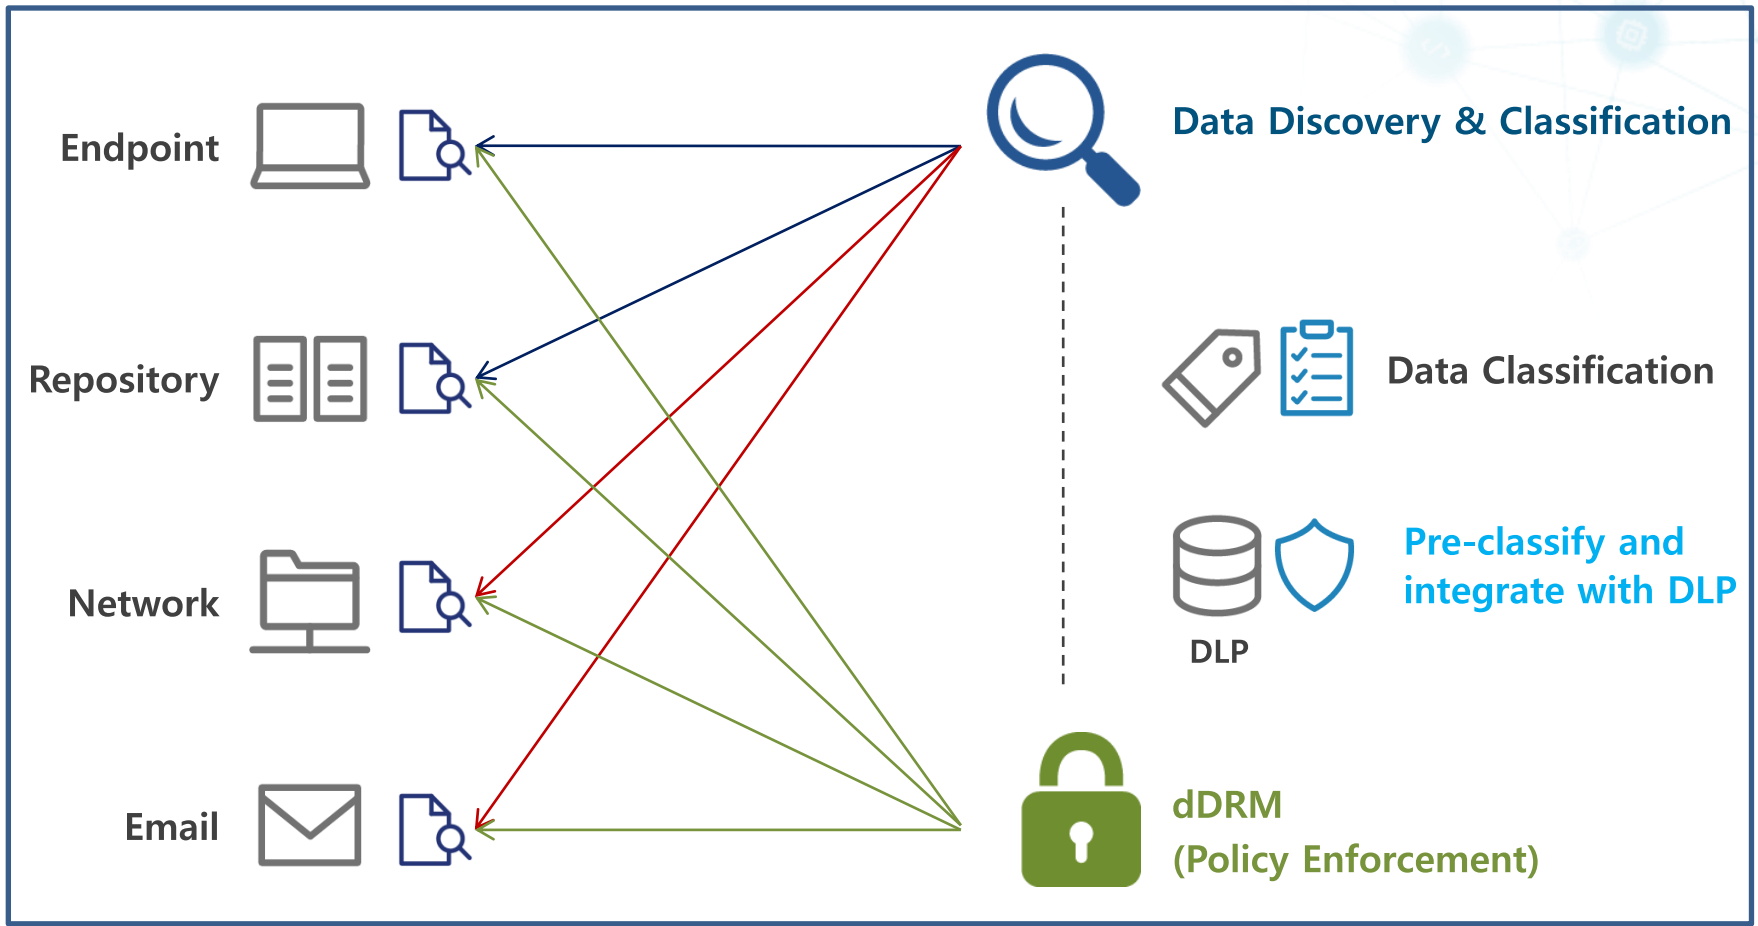 Endpoint
Repository
Network
Email
Data Discovery & Classification
Data Classification
Pre-classify and
integrate with DLP
DLP
dDRM
(Policy Enforcement)